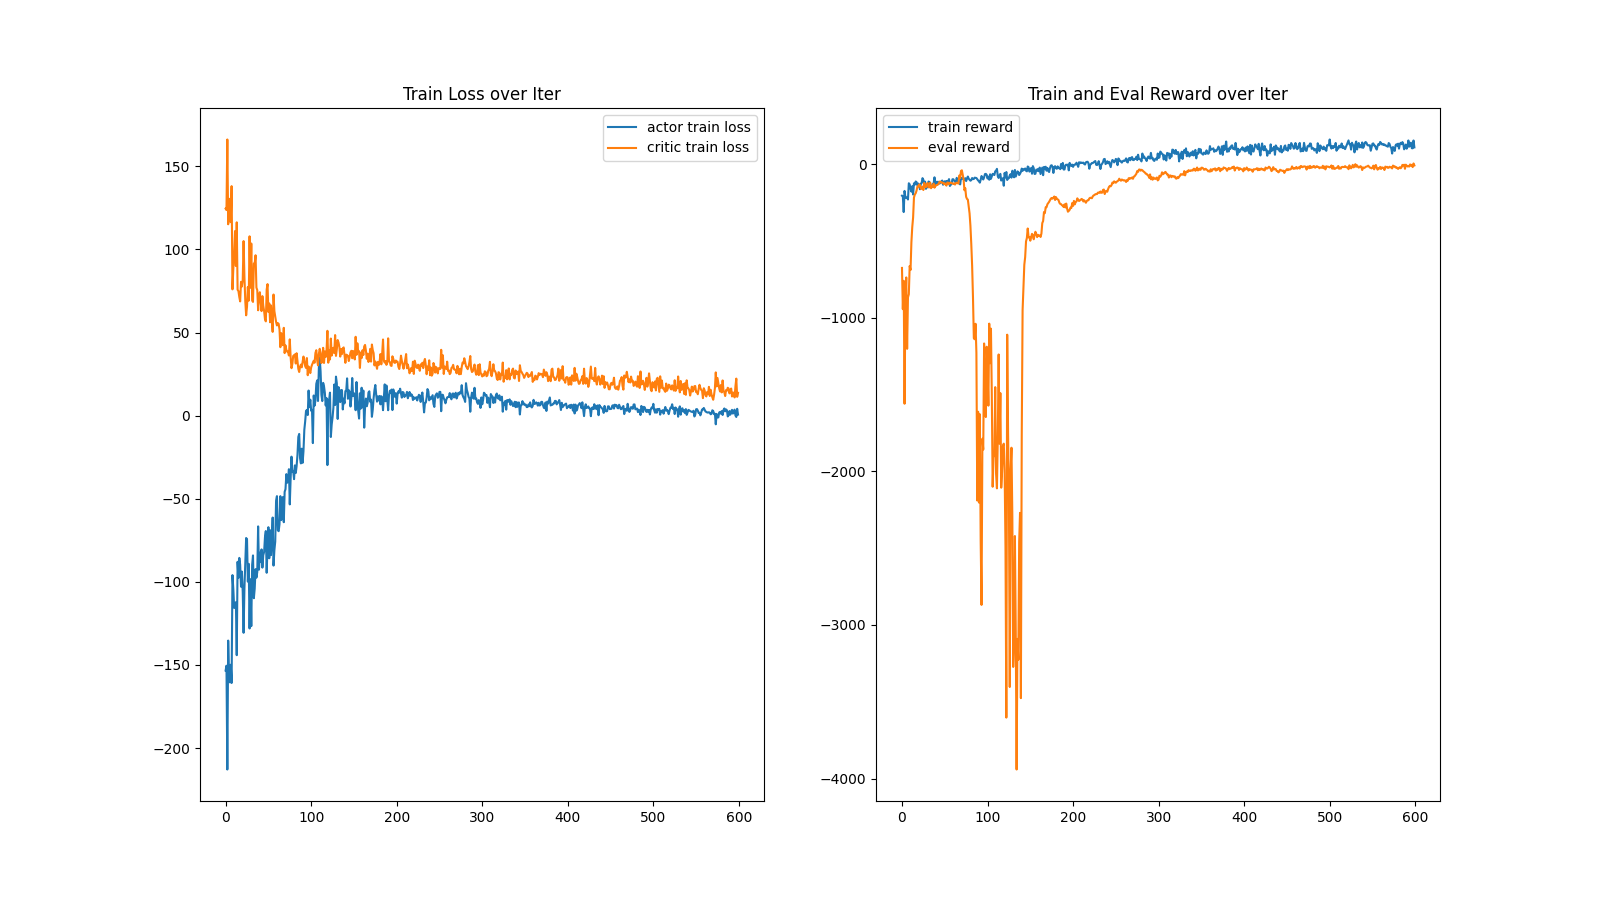 Train Loss over Iter
actor train loss
critic train loss
150
100
50
0
−50
−100
−150
−200
0 100 200 300 400 500 600
Train and Eval Reward over Iter
train reward
eval reward
0
−1000
−2000
−3000
−4000
0 100 200 300 400 500 600